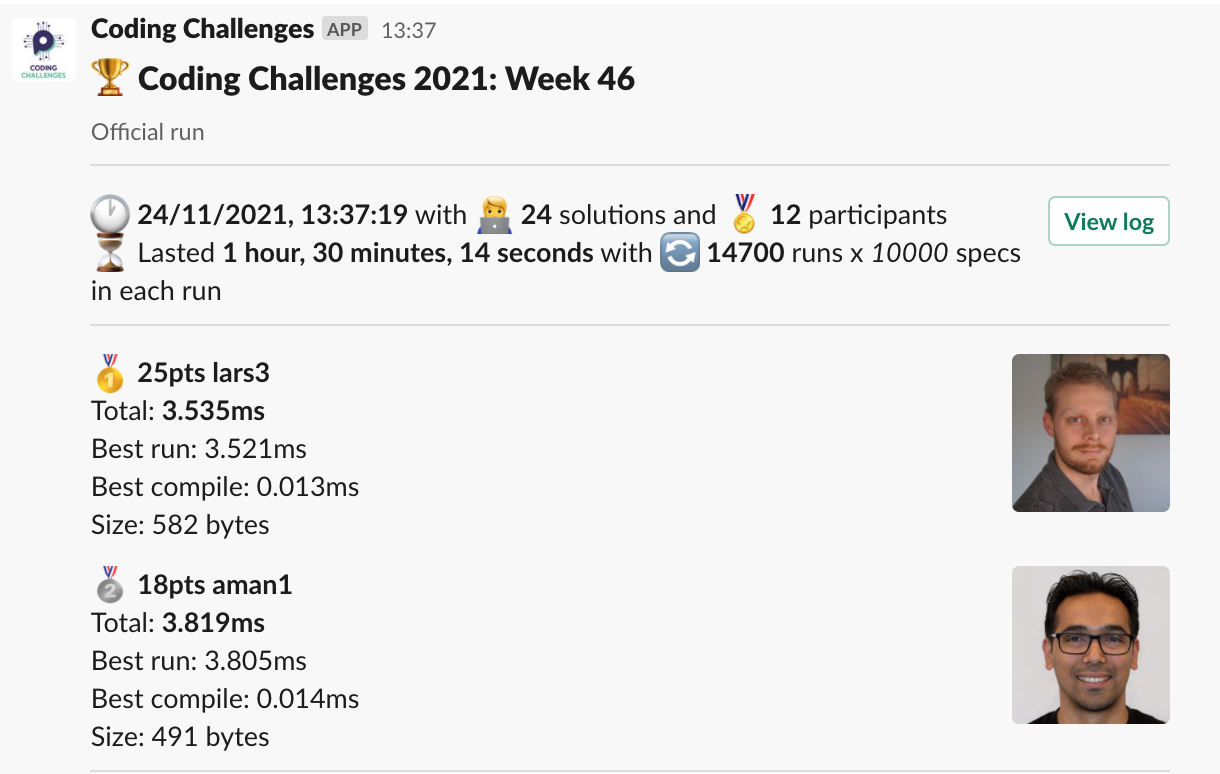 CODING
CHALLENGES
Coding Challenges APP 13:37
Coding Challenges 2021: Week 46
Official run
24/11/2021, 13:37:19 with 24 solutions and 12 participants
View log
Lasted 1 hour, 30 minutes, 14 seconds with 14700 runs x 10000 specs
in each run
1 25pts lars3
Total: 3.535ms
Best run: 3.521ms
Best compile: 0.013ms
Size: 582 bytes
2 18pts aman1
Total: 3.819ms
Best run: 3.805ms
Best compile: 0.014ms
Size: 491 bytes